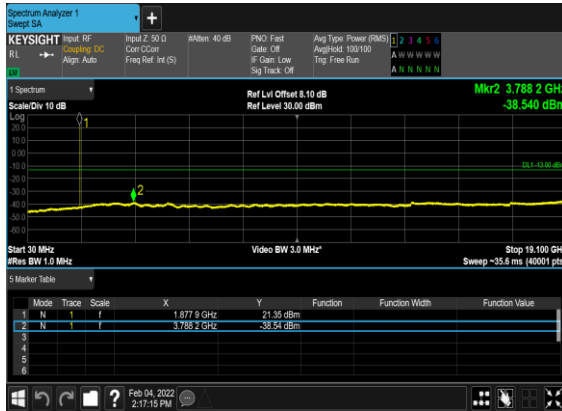 Spectrum Analyzer 1
Swept SA
KEYSIGHT
RL
Input: RF
Coupling: DC
Align: Auto
Input Z: 50 Ω
Corr CCorr
Freq Ref: Int (S)
#Atten: 40 dB
PNO: Fast
Gate: Off
IF Gain: Low
Sig Track: Off
Avg Type: Power (RMS)
Avg|Hold: 100/100
Trig: Free Run
1 2 3 4 5 6
A W W W W W
A N N N N N
1 Spectrum
Scale/Div 10 dB
Ref Lvl Offset 8.10 dB
Ref Level 30.00 dBm
Mkr2 3.788 2 GHz
-38.540 dBm
Log
20.0
10.0
0.00
-10.0
-20.0
-30.0
-40.0
-50.0
-60.0
1
2
DL1 -13.00 dBm
Start 30 MHz
#Res BW 1.0 MHz
Video BW 3.0 MHz*
Stop 19.100 GHz
Sweep ~35.6 ms (40001 pts)
5 Marker Table
Mode Trace Scale X Y Function Function Width Function Value
1 N 1 f 1.877 9 GHz 21.35 dBm
2 N 1 f 3.788 2 GHz -38.54 dBm
3
4
5
6
?
Feb 04, 2022
2:17:15 PM